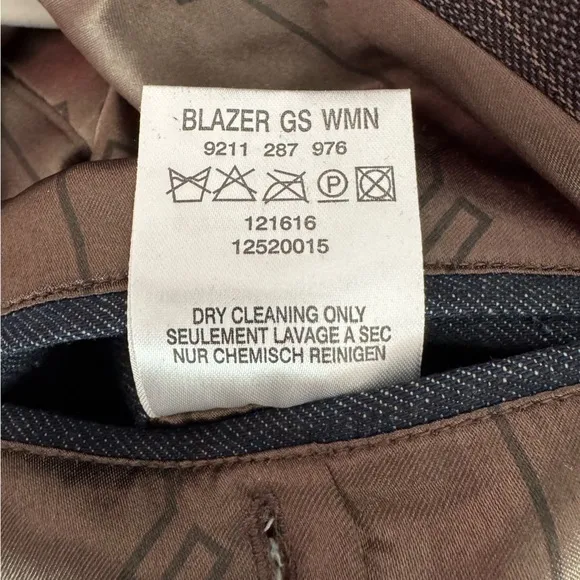 BLAZER GS WMN
9211 287 976
P
121616
12520015
DRY CLEANING ONLY
SEULEMENT LAVAGE A SEC
NUR CHEMISCH REINIGEN